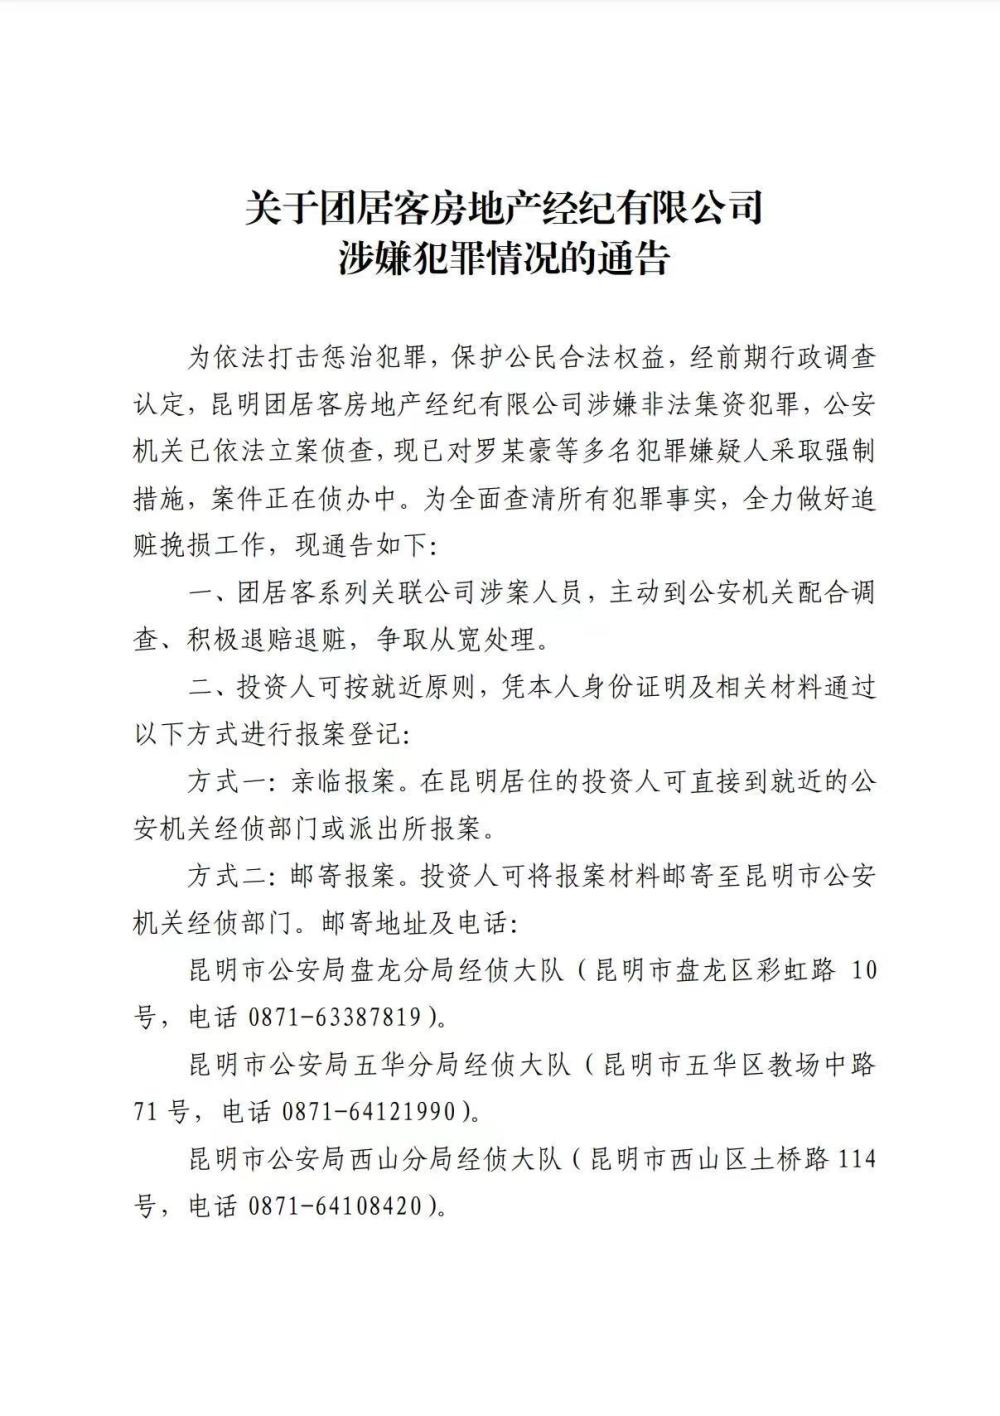 关于团居客房地产经纪有限公司
涉嫌犯罪情况的通告
为依法打击惩治犯罪，保护公民合法权益，经前期行政调查
认定，昆明团居客房地产经纪有限公司涉嫌非法集资犯罪，公安
机关已依法立案侦查，现已对罗某豪等多名犯罪嫌疑人采取强制
措施，案件正在侦办中。为全面查清所有犯罪事实，全力做好追
赃挽损工作，现通告如下：
一、团居客系列关联公司涉案人员，主动到公安机关配合调
查、积极退赔退赃，争取从宽处理。
二、投资人可按就近原则，凭本人身份证明及相关材料通过
以下方式进行报案登记：
方式一：亲临报案。在昆明居住的投资人可直接到就近的公
安机关经侦部门或派出所报案。
方式二：邮寄报案。投资人可将报案材料邮寄至昆明市公安
机关经侦部门。邮寄地址及电话：
昆明市公安局盘龙分局经侦大队（昆明市盘龙区彩虹路 10
号，电话 0871-63387819）。
昆明市公安局五华分局经侦大队（昆明市五华区教场中路
71 号，电话 0871-64121990）。
昆明市公安局西山分局经侦大队（昆明市西山区土桥路 114
号，电话 0871-64108420）。